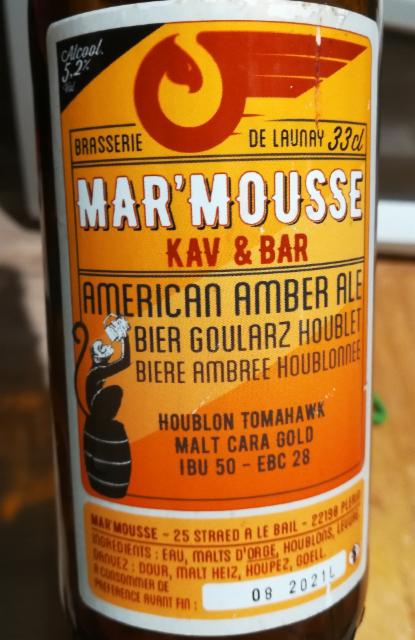 Alcool.
5.2%
Vol
BRASSERIE DE LAUNAY 33cl
MAR'MOUSSE
KAV & BAR
AMERICAN AMBER ALE
BIER GOULARZ HOUBLET
BIERE AMBREE HOUBLONNEE
HOUBLON TOMAHAWK
MALT CARA GOLD
IBU 50 - EBC 28
MAR'MOUSSE - 25 STRAED A LE BAIL - 22190 PLERIN
INGRÉDIENTS : EAU, MALTS D'ORGE, HOUBLONS, LEVURE.
DANVEZ : DOUR, MALT HEIZ, HOUPEZ, GOELL.
A CONSOMMER DE
PREFERENCE AVANT FIN : 08 2021L